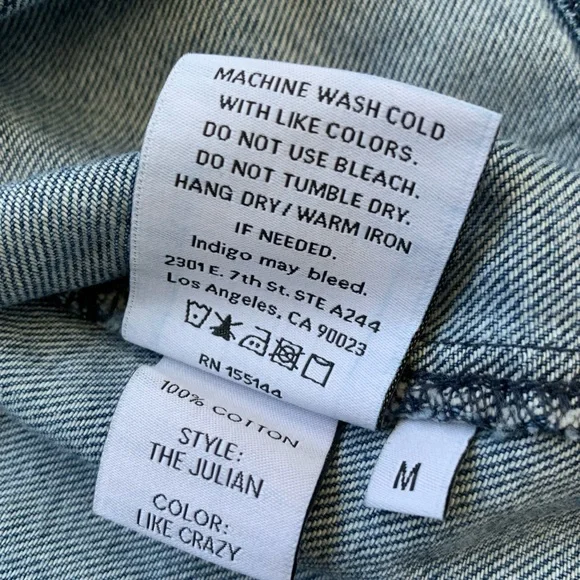 MACHINE WASH COLD
WITH LIKE COLORS.
DO NOT USE BLEACH.
DO NOT TUMBLE DRY.
HANG DRY/WARM IRON
IF NEEDED.
Indigo may bleed.
2301 E. 7th St. STE A244
Los Angeles, CA 90023
RN 155144
100% COTTON
STYLE:
THE JULIAN
COLOR:
LIKE CRAZY
M